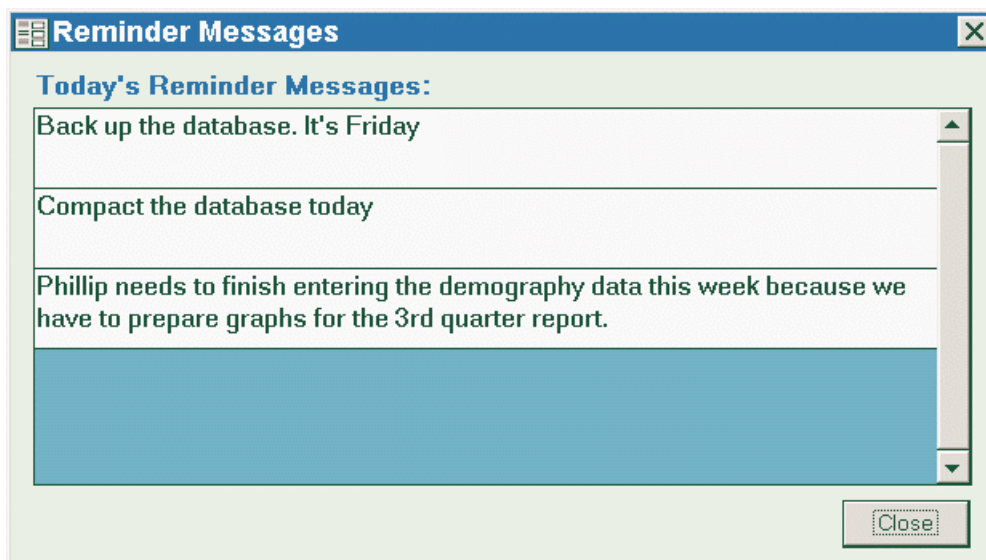 Reminder Messages
Today's Reminder Messages:
Back up the database. It's Friday
Compact the database today
Phillip needs to finish entering the demography data this week because we
have to prepare graphs for the 3rd quarter report.
Close